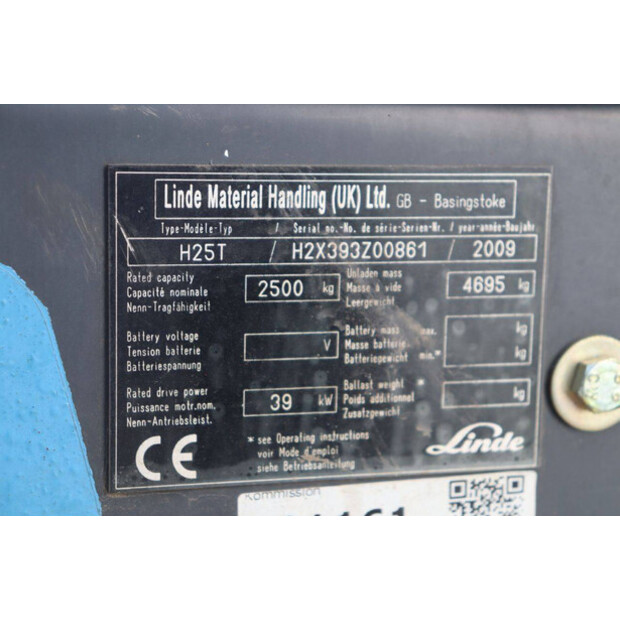 Linde Material Handling (UK) Ltd. GB - Basingstoke
Type-Modèle-Typ / Serial no.-No. de série-Serien-Nr. / year-année-Baujahr
H25T / H2X393Z00861 / 2009
Rated capacity
Capacité nominale
Nenn-Tragfähigkeit
2500 kg
Unladen mass
Masse à vide
Leergewicht
4695 kg
Battery voltage
Tension batterie
Batteriespannung
V
Battery mass max.
Masse batterie
Batteriegewicht min.*
kg
kg
Rated drive power
Puissance motr.nom.
Nenn-Antriebsleist.
39 kW
Ballast weight *
Poids additionnel
Zusatzgewicht
kg
CE
* see Operating instructions
voir Mode d'emploi
siehe Betriebsanleitung
Linde
Kommission